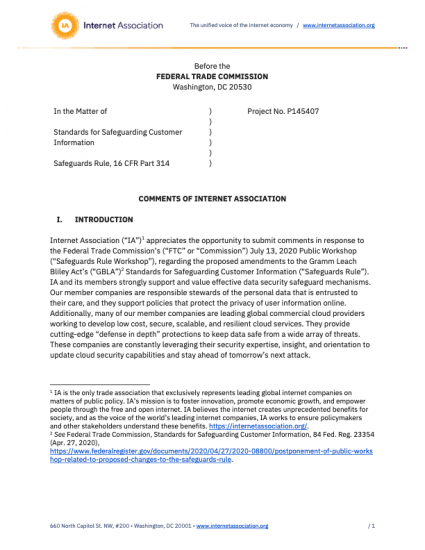 IA Internet Association
The unified voice of the internet economy / www.internetassociation.org
Before the
FEDERAL TRADE COMMISSION
Washington, DC 20530
In the Matter of ) Project No. P145407
)
Standards for Safeguarding Customer )
Information )
)
Safeguards Rule, 16 CFR Part 314 )
COMMENTS OF INTERNET ASSOCIATION
I. INTRODUCTION
Internet Association (“IA”)1 appreciates the opportunity to submit comments in response to
the Federal Trade Commission’s (“FTC” or “Commission”) July 13, 2020 Public Workshop
(“Safeguards Rule Workshop”), regarding the proposed amendments to the Gramm Leach
Bliley Act’s (“GBLA”)2 Standards for Safeguarding Customer Information (“Safeguards Rule”).
IA and its members strongly support and value effective data security safeguard mechanisms.
Our member companies are responsible stewards of the personal data that is entrusted to
their care, and they support policies that protect the privacy of user information online.
Additionally, many of our member companies are leading global commercial cloud providers
working to develop low cost, secure, scalable, and resilient cloud services. They provide
cutting-edge “defense in depth” protections to keep data safe from a wide array of threats.
These companies are constantly leveraging their security expertise, insight, and orientation to
update cloud security capabilities and stay ahead of tomorrow’s next attack.
1 IA is the only trade association that exclusively represents leading global internet companies on
matters of public policy. IA’s mission is to foster innovation, promote economic growth, and empower
people through the free and open internet. IA believes the internet creates unprecedented benefits for
society, and as the voice of the world’s leading internet companies, IA works to ensure policymakers
and other stakeholders understand these benefits. https://internetassociation.org/.
2 See Federal Trade Commission, Standards for Safeguarding Customer Information, 84 Fed. Reg. 23354
(Apr. 27, 2020),
https://www.federalregister.gov/documents/2020/04/27/2020-08800/postponement-of-public-works
hop-related-to-proposed-changes-to-the-safeguards-rule.
660 North Capitol St. NW, #200 • Washington, DC 20001 • www.internetassociation.org / 1